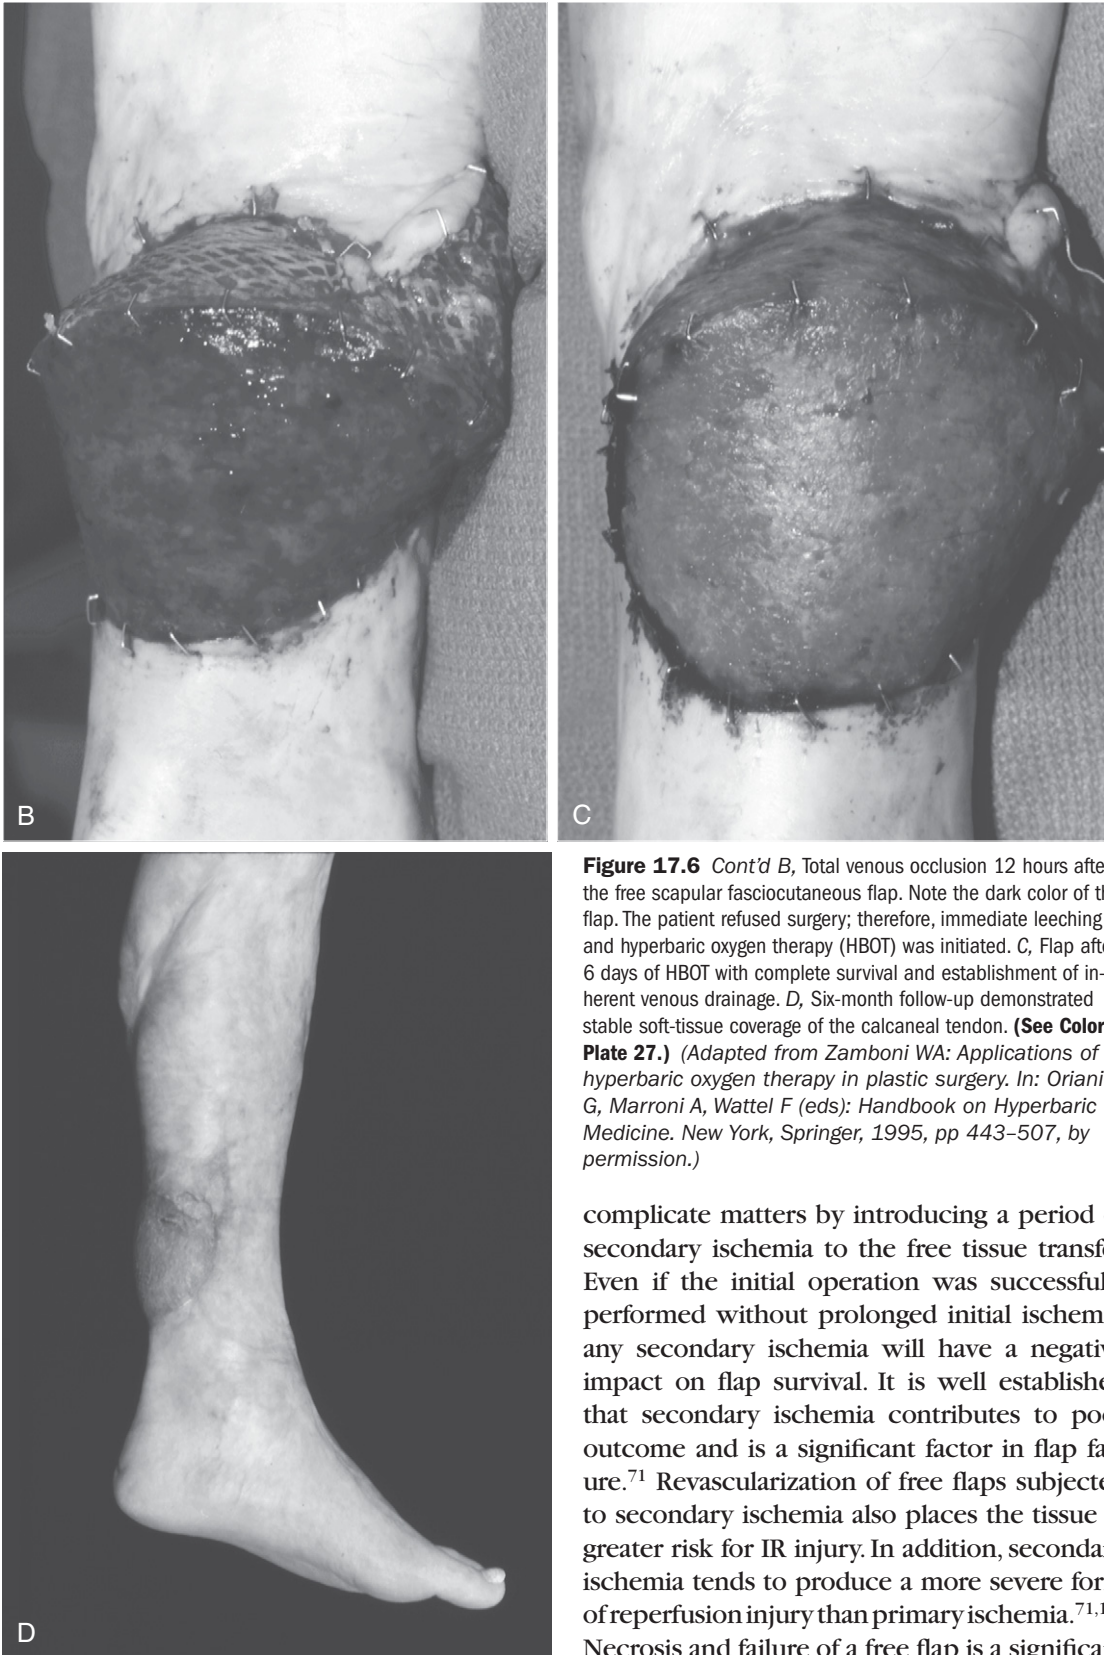 B
C
Figure 17.6 Cont'd B, Total venous occlusion 12 hours afte
the free scapular fasciocutaneous flap. Note the dark color of th
flap. The patient refused surgery; therefore, immediate leeching
and hyperbaric oxygen therapy (HBOT) was initiated. C, Flap afte
6 days of HBOT with complete survival and establishment of in-
herent venous drainage. D, Six-month follow-up demonstrated
stable soft-tissue coverage of the calcaneal tendon. (See Color
Plate 27.) (Adapted from Zamboni WA: Applications of
hyperbaric oxygen therapy in plastic surgery. In: Oriani
G, Marroni A, Wattel F (eds): Handbook on Hyperbaric
Medicine. New York, Springer, 1995, pp 443–507, by
permission.)
D
complicate matters by introducing a period
secondary ischemia to the free tissue transfe
Even if the initial operation was successful
performed without prolonged initial ischem
any secondary ischemia will have a negativ
impact on flap survival. It is well establishe
that secondary ischemia contributes to poo
outcome and is a significant factor in flap fa
ure.71 Revascularization of free flaps subjecte
to secondary ischemia also places the tissue
greater risk for IR injury. In addition, seconda
ischemia tends to produce a more severe for
of reperfusion injury than primary ischemia.71,1
Necrosis and failure of a free flap is a significa